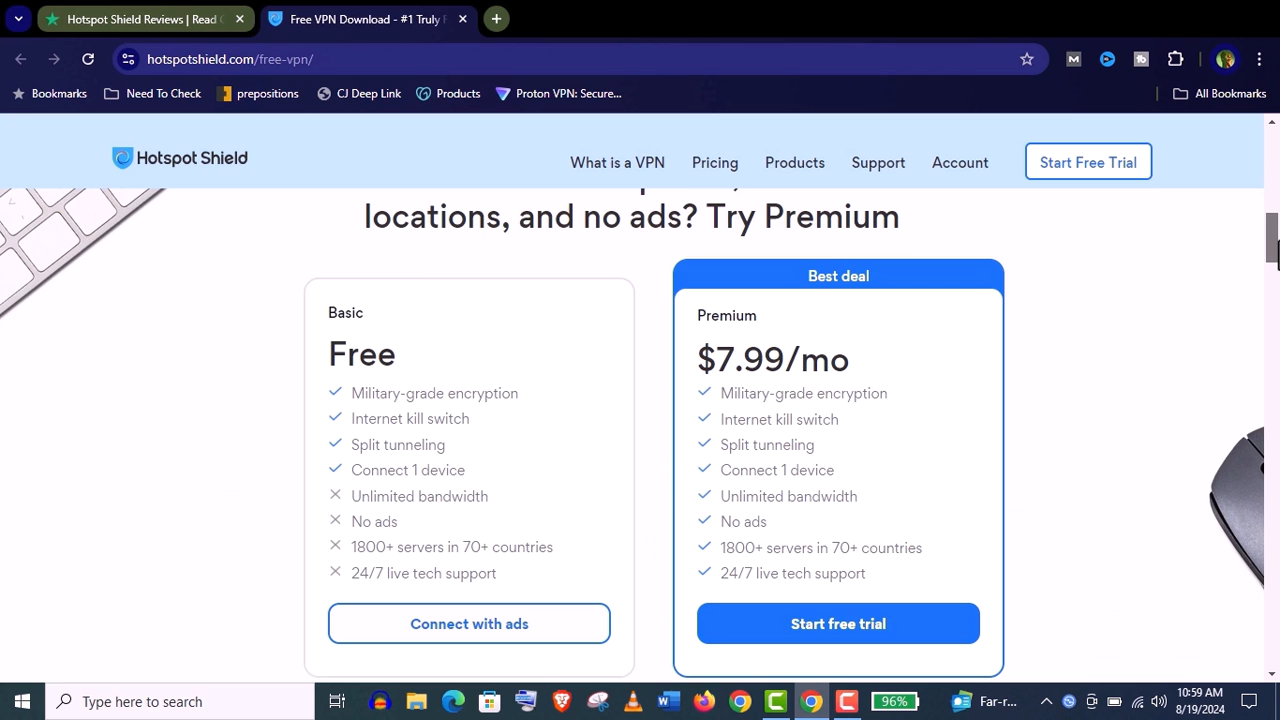 Hotspot Shield Reviews | Read
Free VPN Download - #1 Truly
hotspotshield.com/free-vpn/
Bookmarks
Need To Check
prepositions
CJ Deep Link
Products
Proton VPN: Secure...
All Bookmarks
Hotspot Shield
What is a VPN
Pricing
Products
Support
Account
Start Free Trial
locations, and no ads? Try Premium
Basic
Free
Military-grade encryption
Internet kill switch
Split tunneling
Connect 1 device
Unlimited bandwidth
No ads
1800+ servers in 70+ countries
24/7 live tech support
Connect with ads
Best deal
Premium
$7.99/mo
Military-grade encryption
Internet kill switch
Split tunneling
Connect 1 device
Unlimited bandwidth
No ads
1800+ servers in 70+ countries
24/7 live tech support
Start free trial
Type here to search
96%
Far-r...
8:59 AM
8/19/2024